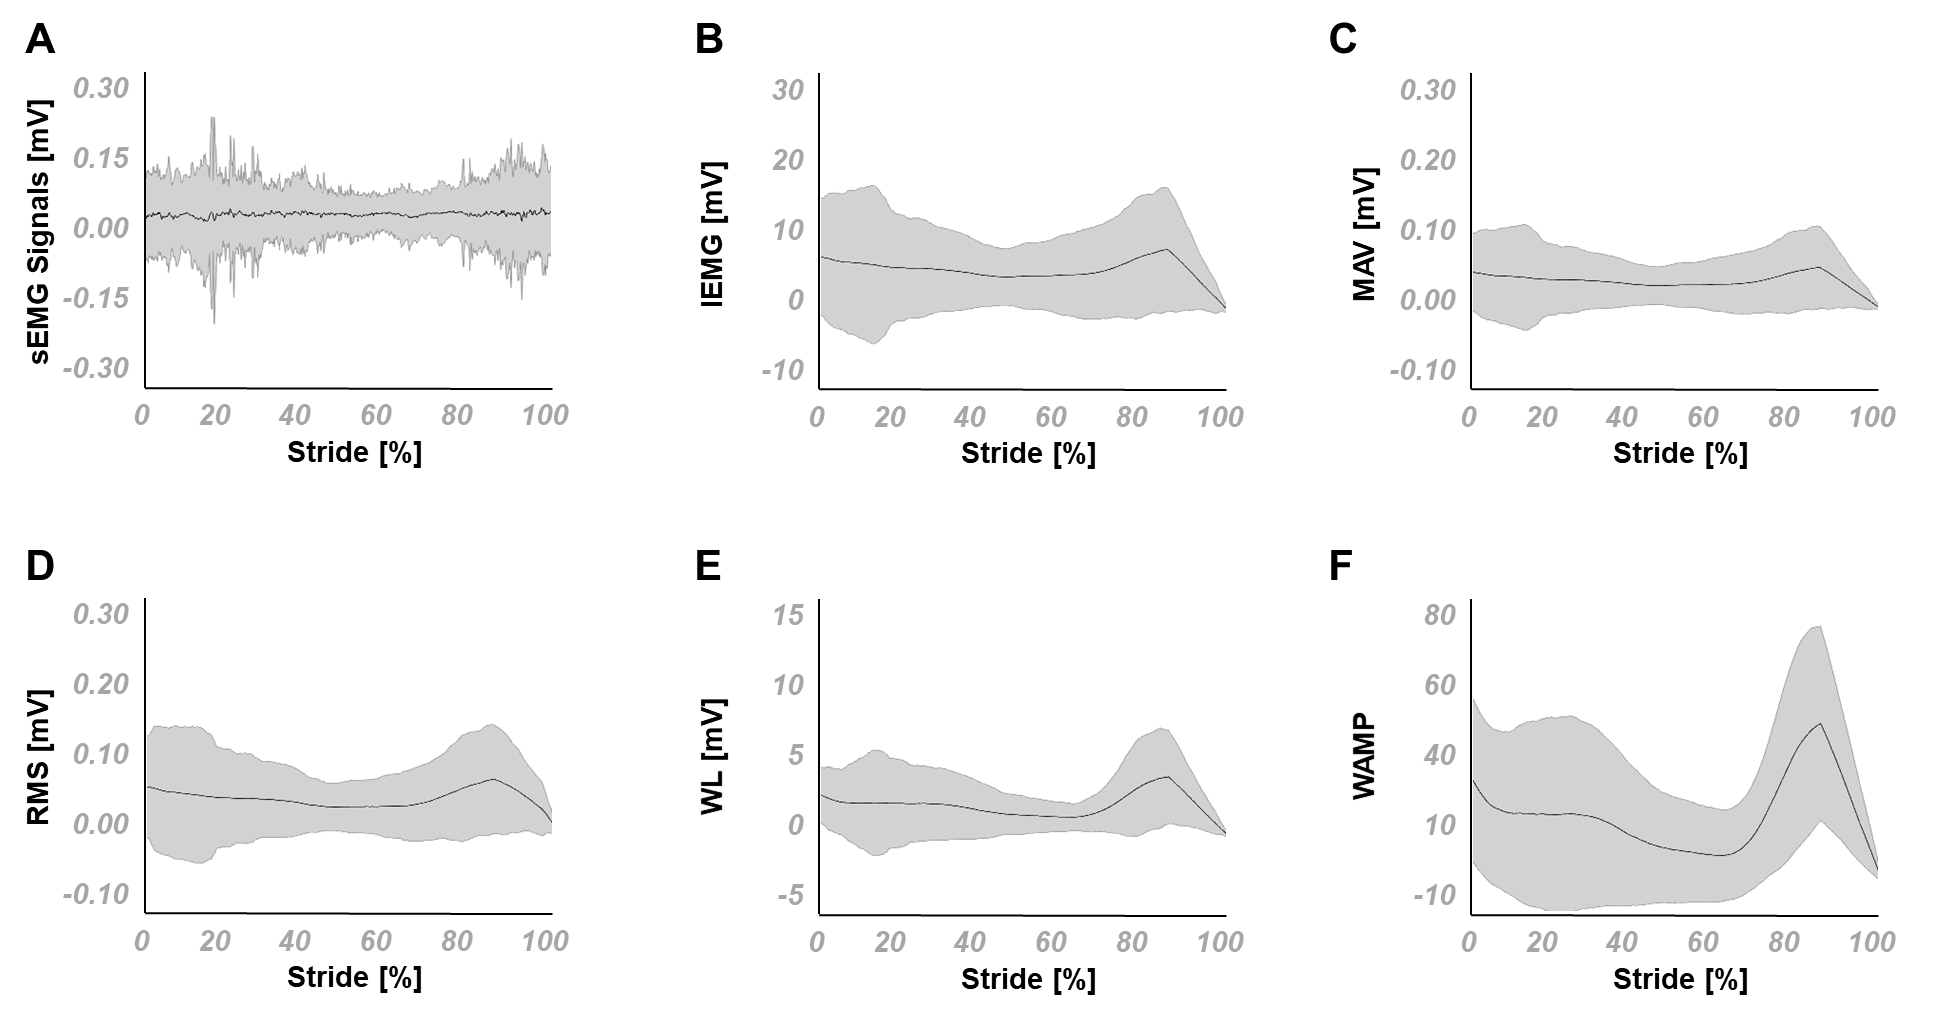 A
B
C
sEMG Signals [mV]
0.30
0.15
0.00
-0.15
-0.30
0 20 40 60 80 100
Stride [%]
IEMG [mV]
30
20
10
0
-10
0 20 40 60 80 100
Stride [%]
MAV [mV]
0.30
0.20
0.10
0.00
-0.10
0 20 40 60 80 100
Stride [%]
D
E
F
RMS [mV]
0.30
0.20
0.10
0.00
-0.10
0 20 40 60 80 100
Stride [%]
WL [mV]
15
10
5
0
-5
0 20 40 60 80 100
Stride [%]
WAMP
80
60
40
10
-10
0 20 40 60 80 100
Stride [%]